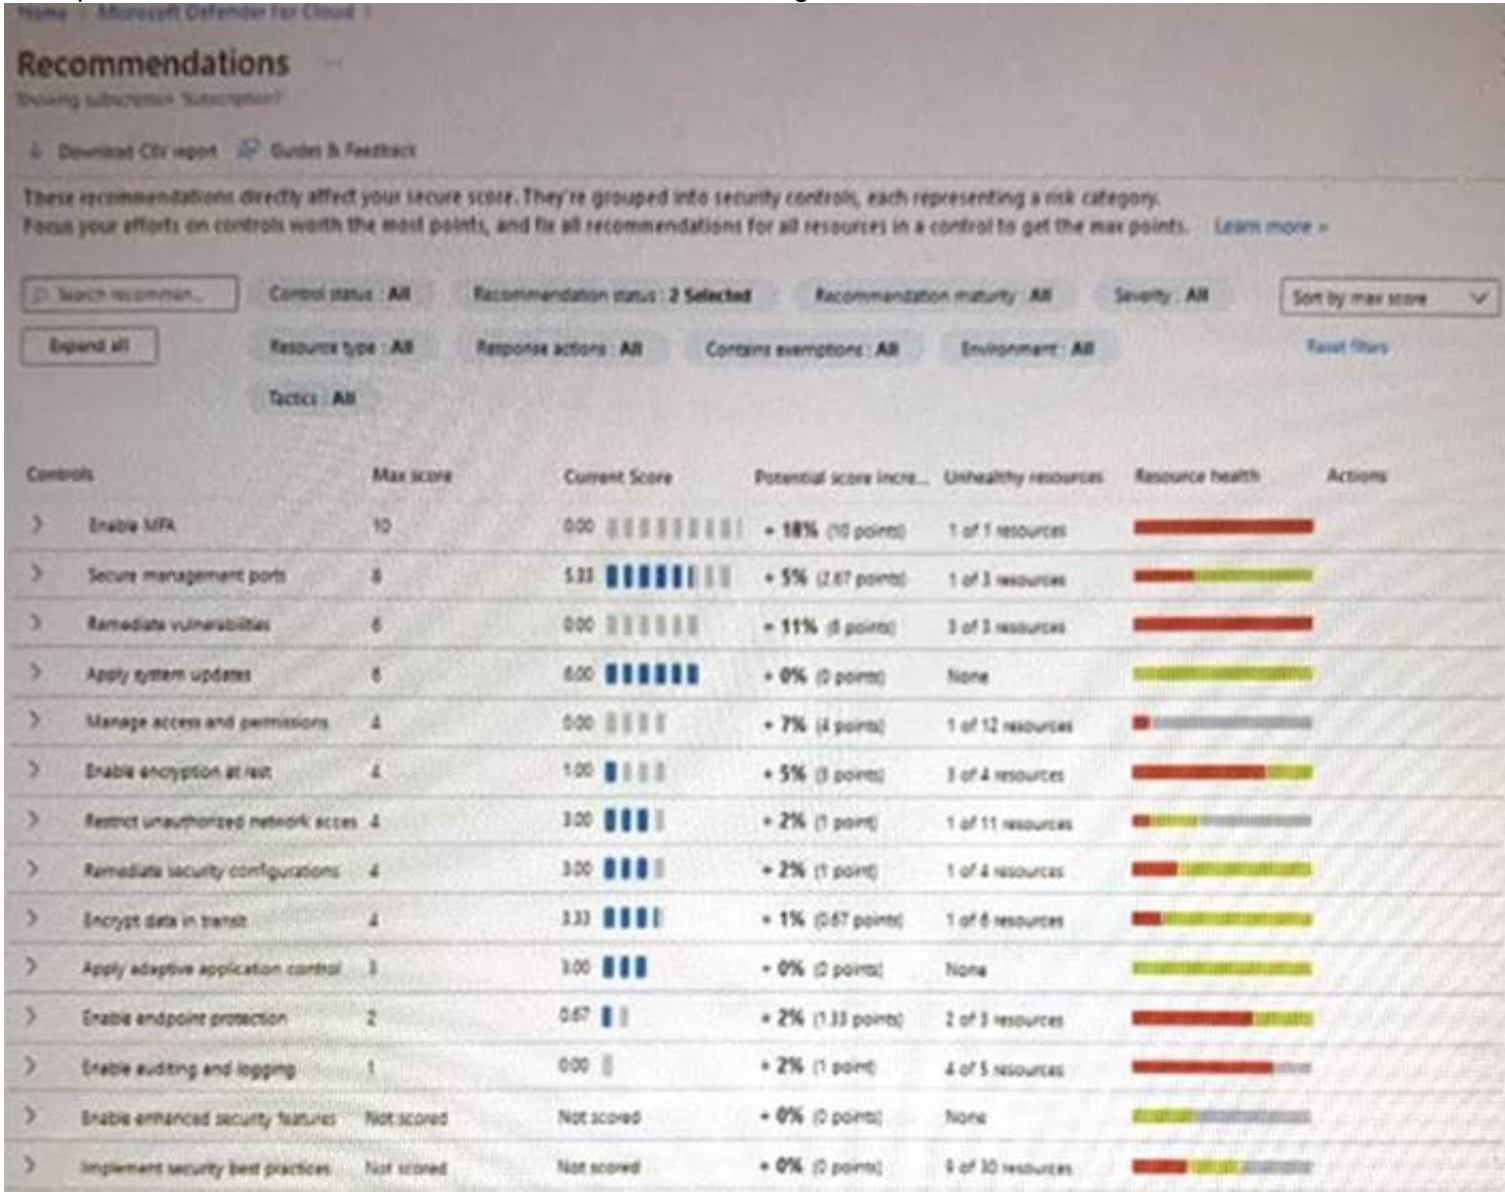 Home > Microsoft Defender for Cloud >
Recommendations ...
Showing subscription 'Subscription1'
Download CSV report Guides & Feedback
These recommendations directly affect your secure score. They're grouped into security controls, each representing a risk category.
Focus your efforts on controls worth the most points, and fix all recommendations for all resources in a control to get the max points. Learn more >
Search recommen... Control status : All Recommendation status : 2 Selected Recommendation maturity : All Severity : All Sort by max score
Expand all Resource type : All Response actions : All Contains exemptions : All Environment : All Reset filters
Tactics : All
Controls Max score Current Score Potential score incre... Unhealthy resources Resource health Actions
> Enable MFA 10 0.00 + 18% (10 points) 1 of 1 resources
> Secure management ports 8 5.33 + 5% (2.67 points) 1 of 3 resources
> Remediate vulnerabilities 6 0.00 + 11% (6 points) 3 of 3 resources
> Apply system updates 6 6.00 + 0% (0 points) None
> Manage access and permissions 4 0.00 + 7% (4 points) 1 of 12 resources
> Enable encryption at rest 4 1.00 + 5% (3 points) 3 of 4 resources
> Restrict unauthorized network acces 4 3.00 + 2% (1 point) 1 of 11 resources
> Remediate security configurations 4 3.00 + 2% (1 point) 1 of 4 resources
> Encrypt data in transit 4 3.33 + 1% (0.67 points) 1 of 6 resources
> Apply adaptive application control 3 3.00 + 0% (0 points) None
> Enable endpoint protection 2 0.67 + 2% (1.33 points) 2 of 3 resources
> Enable auditing and logging 1 0.00 + 2% (1 point) 4 of 5 resources
> Enable enhanced security features Not scored Not scored + 0% (0 points) None
> Implement security best practices Not scored Not scored + 0% (0 points) 9 of 30 resources